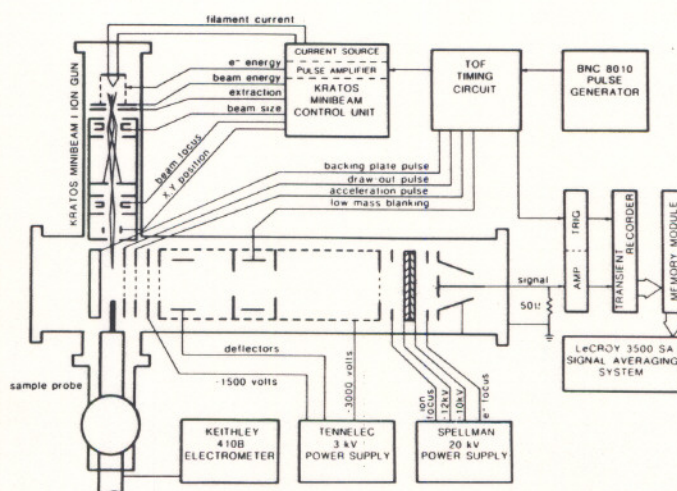 filament current
e⁻ energy
beam energy
extraction
beam size
KRATOS MINIBEAM I ION GUN
beam focus
X,Y position
CURRENT SOURCE
PULSE AMPLIFIER
KRATOS
MINIBEAM
CONTROL UNIT
TOF
TIMING
CIRCUIT
BNC 8010
PULSE
GENERATOR
backing plate pulse
draw-out pulse
acceleration pulse
low mass blanking
signal
50Ω
AMP TRIG
TRANSIENT
RECORDER
MEMORY MODULE
LeCROY 3500 SA
SIGNAL AVERAGING
SYSTEM
deflectors
-1500 volts
-3000 volts
ion
focus
-12kV
-10kV
e⁻ focus
sample probe
KEITHLEY
410B
ELECTROMETER
TENNELEC
3 kV
POWER SUPPLY
SPELLMAN
20 kV
POWER SUPPLY